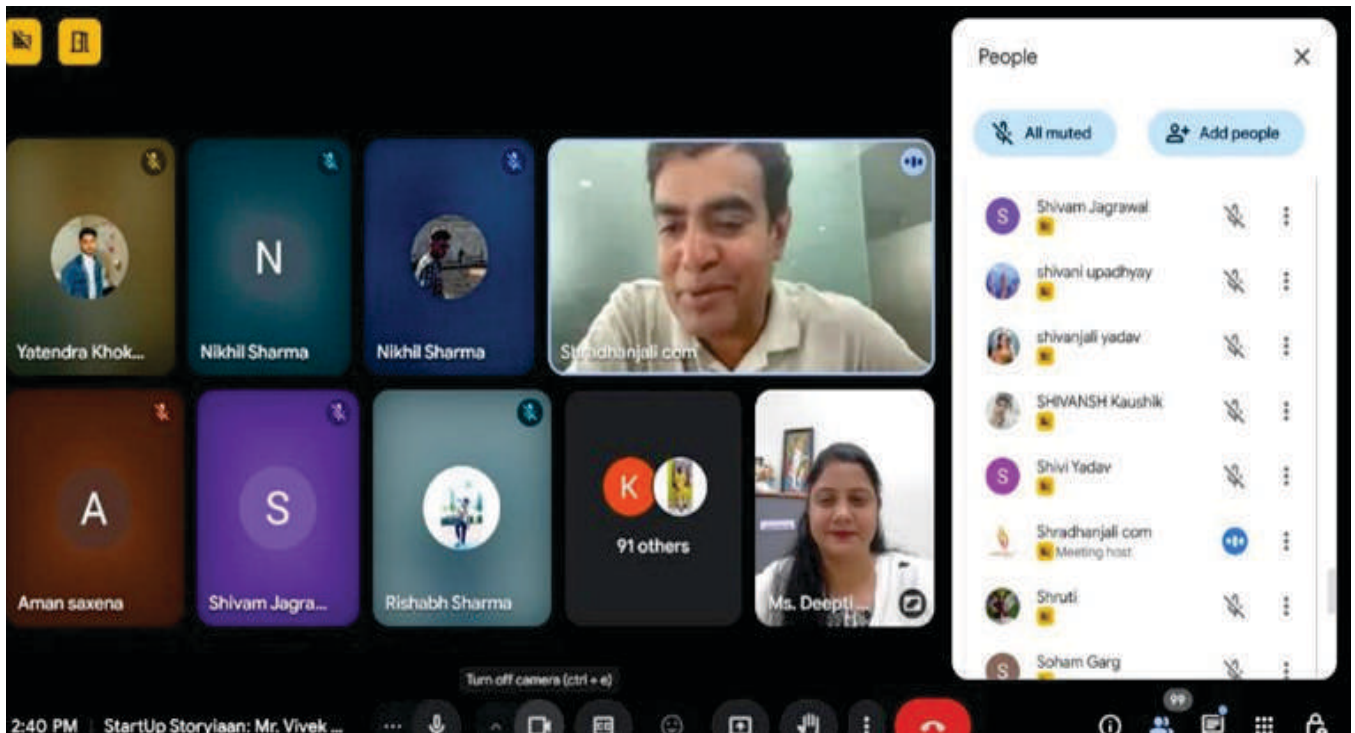 Yatendra Khok...
N
Nikhil Sharma
Nikhil Sharma
Shradhanjali com
A
Aman saxena
S
Shivam Jagra...
Rishabh Sharma
K
91 others
Ms. Deepti ...
Turn off camera (ctrl + e)
2:40 PM | StartUp Storyiaan: Mr. Vivek ...
99
People
All muted
Add people
S
Shivam Jagrawal
shivani upadhyay
shivanjali yadav
SHIVANSH Kaushik
S
Shivi Yadav
Shradhanjali com
Meeting host
Shruti
S
Soham Garg